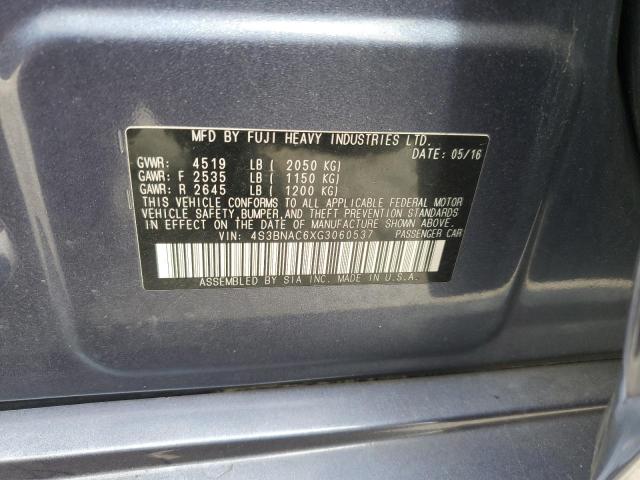 MFD BY FUJI HEAVY INDUSTRIES LTD.
DATE: 05/16
GVWR: 4519 LB ( 2050 KG)
GAWR: F 2535 LB ( 1150 KG)
GAWR: R 2645 LB ( 1200 KG)
THIS VEHICLE CONFORMS TO ALL APPLICABLE FEDERAL MOTOR
VEHICLE SAFETY, BUMPER, AND THEFT PREVENTION STANDARDS
IN EFFECT ON THE DATE OF MANUFACTURE SHOWN ABOVE.
VIN: 4S3BNAC6XG3060537 PASSENGER CAR
ASSEMBLED BY SIA INC. MADE IN U.S.A.